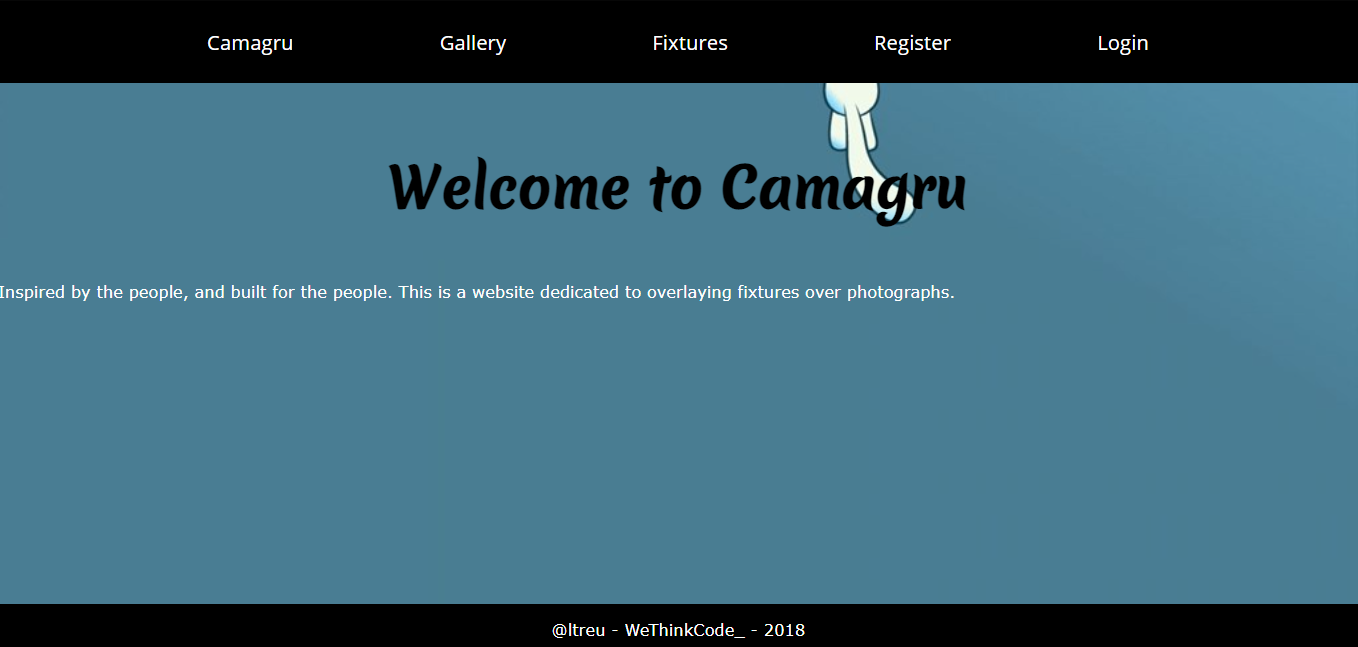 Camagru Gallery Fixtures Register Login
Welcome to Camagru
Inspired by the people, and built for the people. This is a website dedicated to overlaying fixtures over photographs.
@ltreu - WeThinkCode_ - 2018